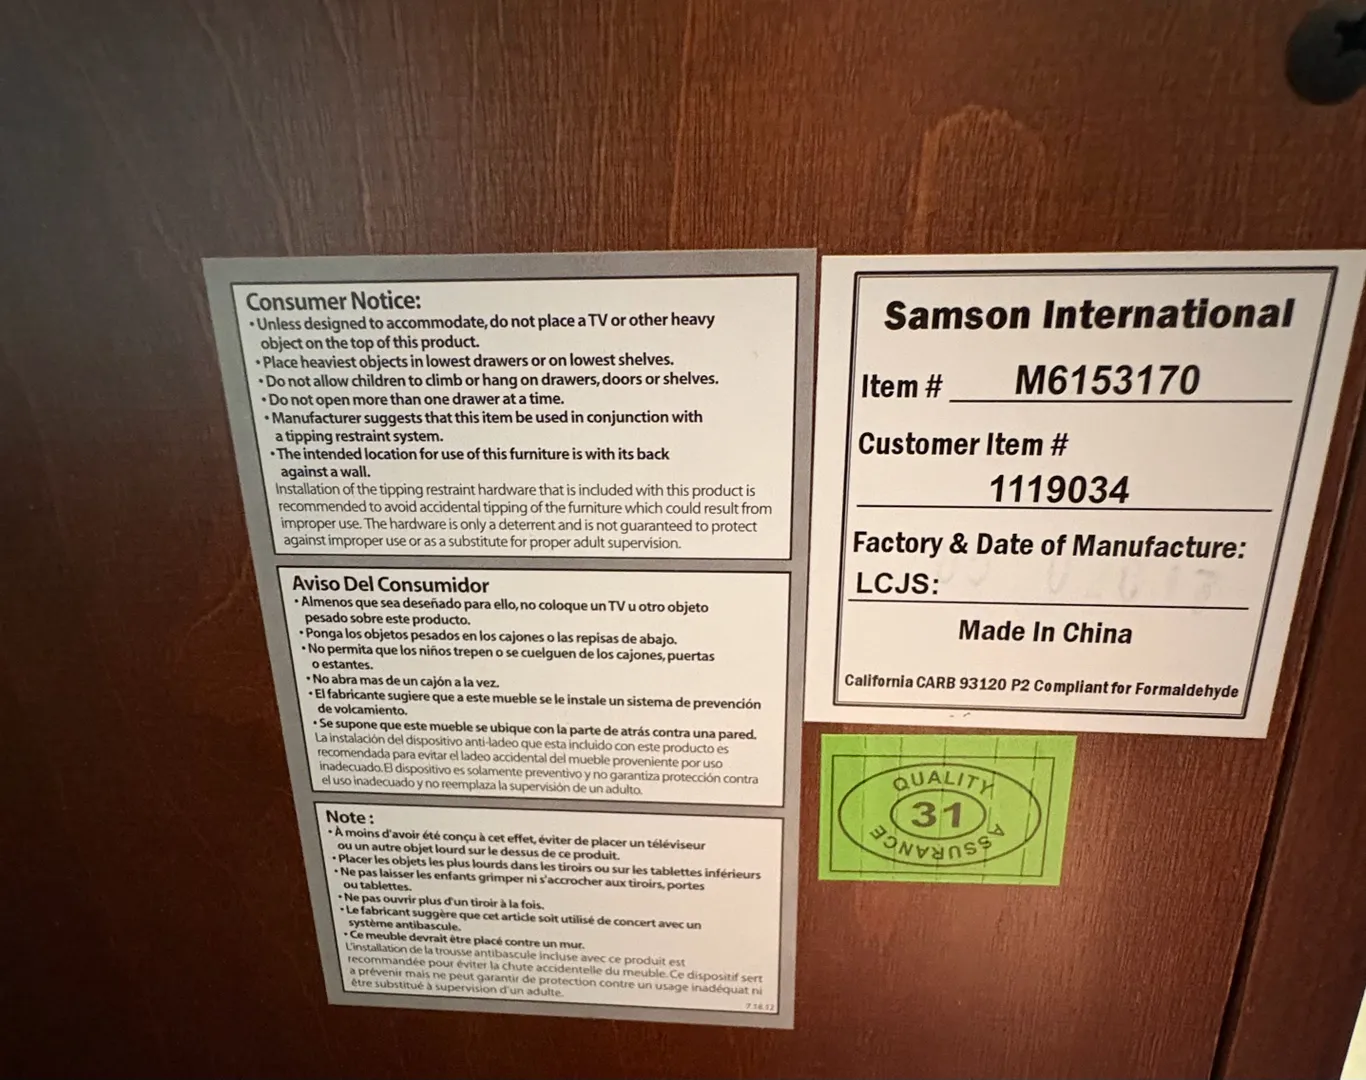 Consumer Notice:
• Unless designed to accommodate, do not place a TV or other heavy
object on the top of this product.
• Place heaviest objects in lowest drawers or on lowest shelves.
• Do not allow children to climb or hang on drawers, doors or shelves.
• Do not open more than one drawer at a time.
• Manufacturer suggests that this item be used in conjunction with
a tipping restraint system.
• The intended location for use of this furniture is with its back
against a wall.
Installation of the tipping restraint hardware that is included with this product is
recommended to avoid accidental tipping of the furniture which could result from
improper use. The hardware is only a deterrent and is not guaranteed to protect
against improper use or as a substitute for proper adult supervision.
Aviso Del Consumidor
• Almenos que sea deseñado para ello, no coloque un TV u otro objeto
pesado sobre este producto.
• Ponga los objetos pesados en los cajones o las repisas de abajo.
• No permita que los niños trepen o se cuelguen de los cajones, puertas
o estantes.
• No abra mas de un cajón a la vez.
• El fabricante sugiere que a este mueble se le instale un sistema de prevención
de volcamiento.
• Se supone que este mueble se ubique con la parte de atrás contra una pared.
La instalación del dispositivo anti-ladeo que esta incluido con este producto es
recomendada para evitar el ladeo accidental del mueble proveniente por uso
inadecuado. El dispositivo es solamente preventivo y no garantiza protección contra
el uso inadecuado y no reemplaza la supervisión de un adulto.
Note :
• À moins d'avoir été conçu à cet effet, éviter de placer un téléviseur
ou un autre objet lourd sur le dessus de ce produit.
• Placer les objets les plus lourds dans les tiroirs ou sur les tablettes inférieurs
• Ne pas laisser les enfants grimper ni s'accrocher aux tiroirs, portes
ou tablettes.
• Ne pas ouvrir plus d'un tiroir à la fois.
• Le fabricant suggère que cet article soit utilisé de concert avec un
système antibascule.
• Ce meuble devrait être placé contre un mur.
L'installation de la trousse antibascule incluse avec ce produit est
recommandée pour éviter la chute accidentelle du meuble. Ce dispositif sert
a prévenir mais ne peut garantir de protection contre un usage inadéquat ni
être substitué à supervision d'un adulte.
7.16.12
Samson International
Item # M6153170
Customer Item #
1119034
Factory & Date of Manufacture:
LCJS:
Made In China
California CARB 93120 P2 Compliant for Formaldehyde
QUALITY
31
ASSURANCE